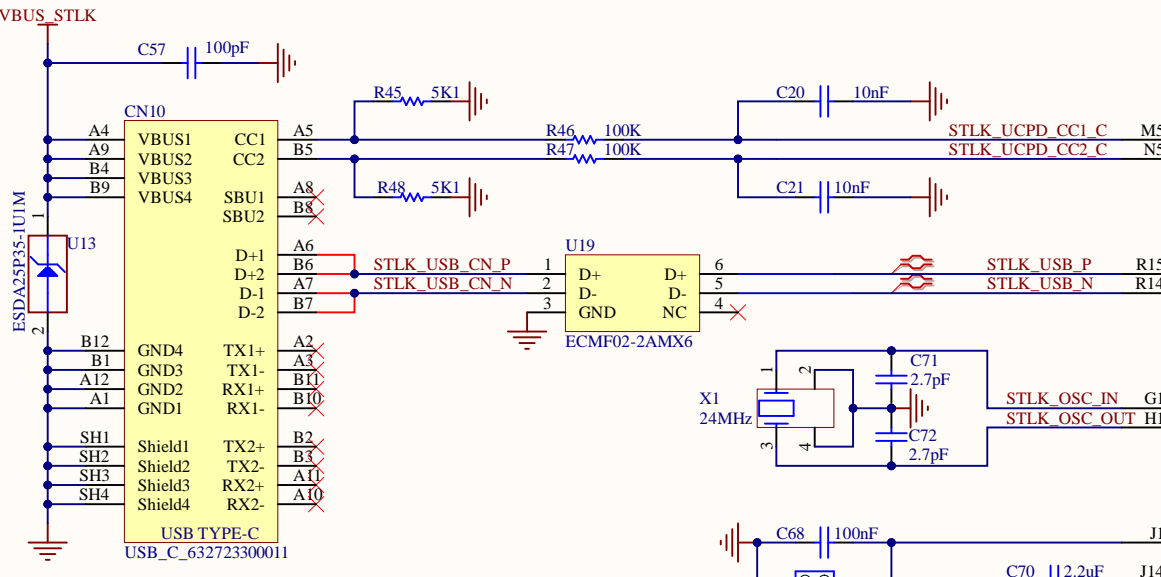 VBUS_STLK
C57 100pF
CN10
A4 VBUS1 CC1 A5
A9 VBUS2 CC2 B5
B4 VBUS3
B9 VBUS4 SBU1 A8
SBU2 B8
R45 5K1
R46 100K
R47 100K
R48 5K1
C20 10nF
C21 10nF
STLK_UCPD_CC1_C M5
STLK_UCPD_CC2_C N5
1
U13
ESDA25P35-1U1M
2
D+1 A6
D+2 B6
D-1 A7
D-2 B7
STLK_USB_CN_P
STLK_USB_CN_N
U19
1 D+ D+ 6
2 D- D- 5
3 GND NC 4
ECMF02-2AMX6
STLK_USB_P R15
STLK_USB_N R14
B12 GND4 TX1+ A2
B1 GND3 TX1- A3
A12 GND2 RX1+ B11
A1 GND1 RX1- B10
SH1 Shield1 TX2+ B2
SH2 Shield2 TX2- B3
SH3 Shield3 RX2+ A11
SH4 Shield4 RX2- A10
USB TYPE-C
USB_C_632723300011
X1
24MHz
1 2
3 4
C71
2.7pF
C72
2.7pF
STLK_OSC_IN G1
STLK_OSC_OUT H1
C68 100nF J1
C70 2.2uF J14